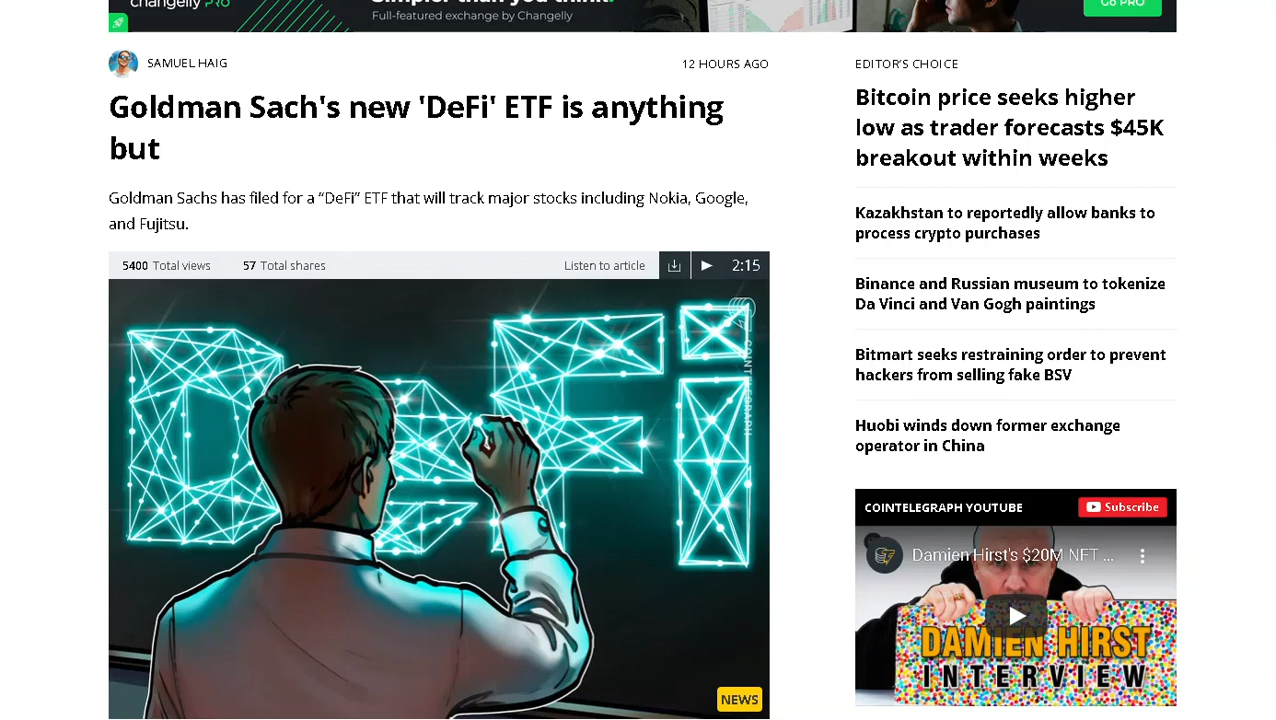 changelly PRO
Simpler than you think.
Full-featured exchange by Changelly
Go PRO
SAMUEL HAIG
12 HOURS AGO
Goldman Sach's new 'DeFi' ETF is anything
but
Goldman Sachs has filed for a “DeFi” ETF that will track major stocks including Nokia, Google,
and Fujitsu.
5400 Total views
57 Total shares
Listen to article
2:15
DeFi
COINTELEGRAPH
NEWS
EDITOR'S CHOICE
Bitcoin price seeks higher
low as trader forecasts $45K
breakout within weeks
Kazakhstan to reportedly allow banks to
process crypto purchases
Binance and Russian museum to tokenize
Da Vinci and Van Gogh paintings
Bitmart seeks restraining order to prevent
hackers from selling fake BSV
Huobi winds down former exchange
operator in China
COINTELEGRAPH YOUTUBE
Subscribe
Damien Hirst's $20M NFT ...
DAMIEN HIRST
INTERVIEW